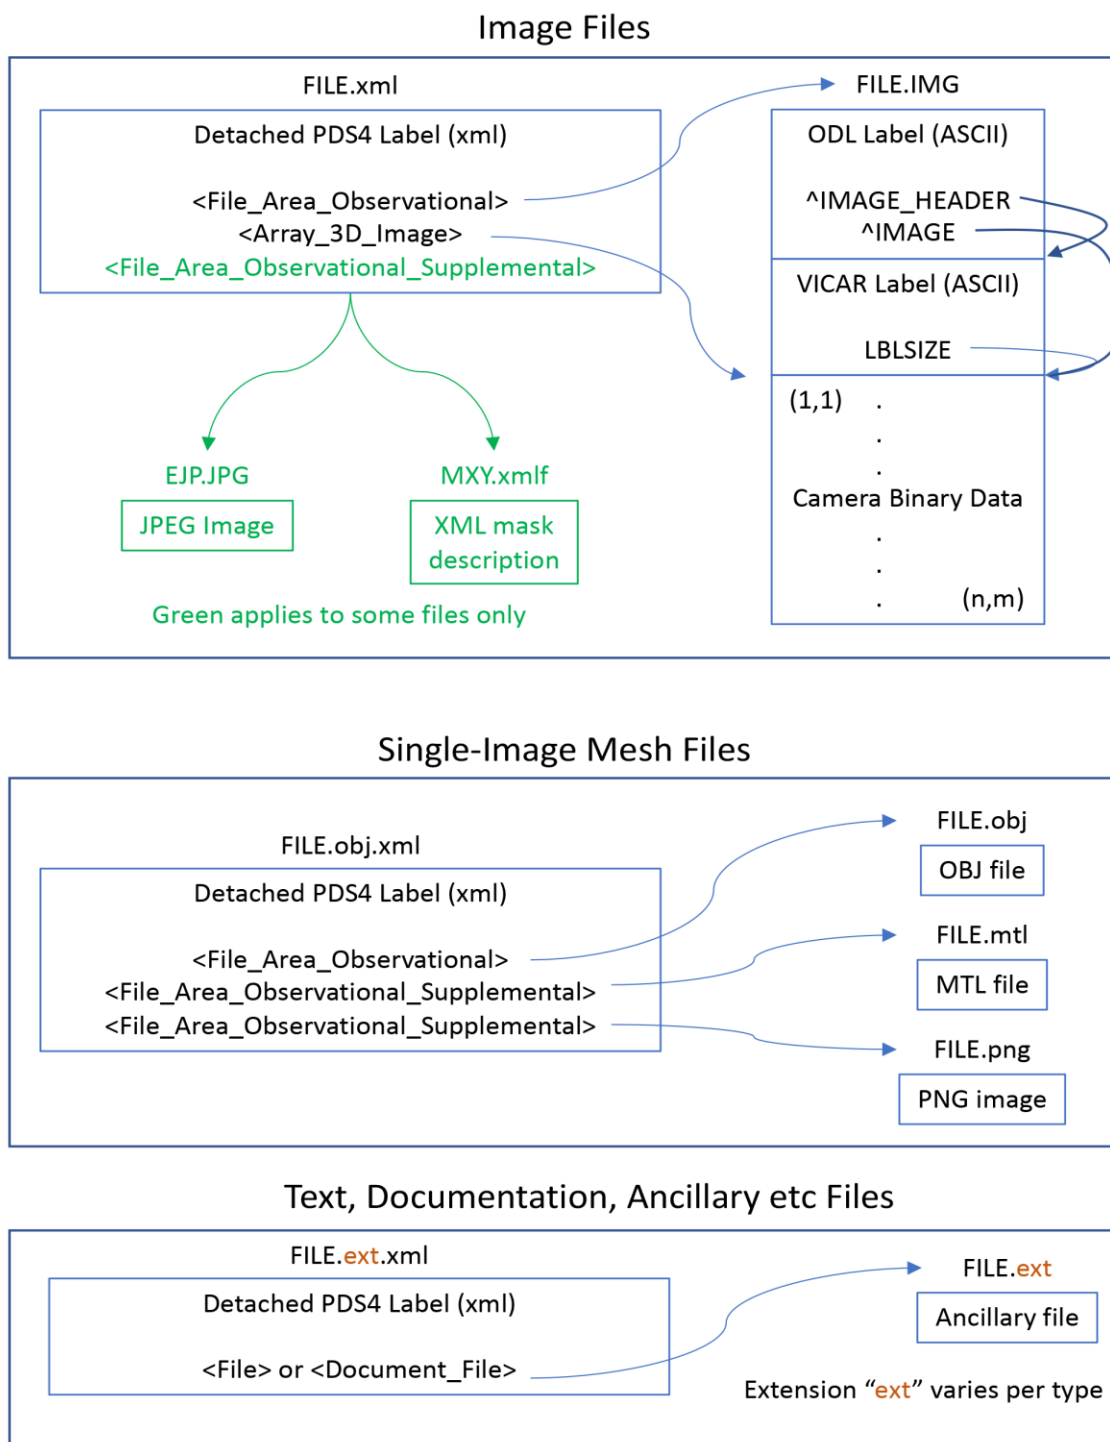 Image Files
FILE.xml
Detached PDS4 Label (xml)
<File_Area_Observational>
<Array_3D_Image>
<File_Area_Observational_Supplemental>
EJP.JPG
JPEG Image
MXY.xmlf
XML mask
description
Green applies to some files only
FILE.IMG
ODL Label (ASCII)
^IMAGE_HEADER
^IMAGE
VICAR Label (ASCII)
LBLSIZE
(1,1) .
.
.
Camera Binary Data
.
.
. (n,m)
Single-Image Mesh Files
FILE.obj.xml
Detached PDS4 Label (xml)
<File_Area_Observational>
<File_Area_Observational_Supplemental>
<File_Area_Observational_Supplemental>
FILE.obj
OBJ file
FILE.mtl
MTL file
FILE.png
PNG image
Text, Documentation, Ancillary etc Files
FILE.ext.xml
Detached PDS4 Label (xml)
<File> or <Document_File>
FILE.ext
Ancillary file
Extension “ext” varies per type